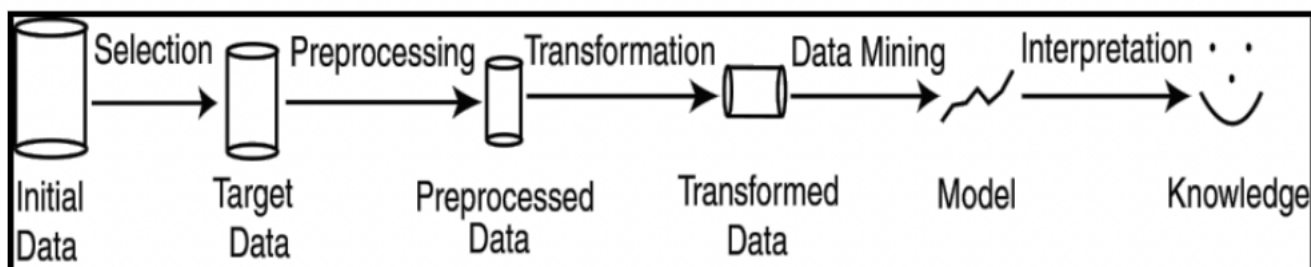 Selection
Preprocessing
Transformation
Data Mining
Interpretation
Initial
Data
Target
Data
Preprocessed
Data
Transformed
Data
Model
Knowledge